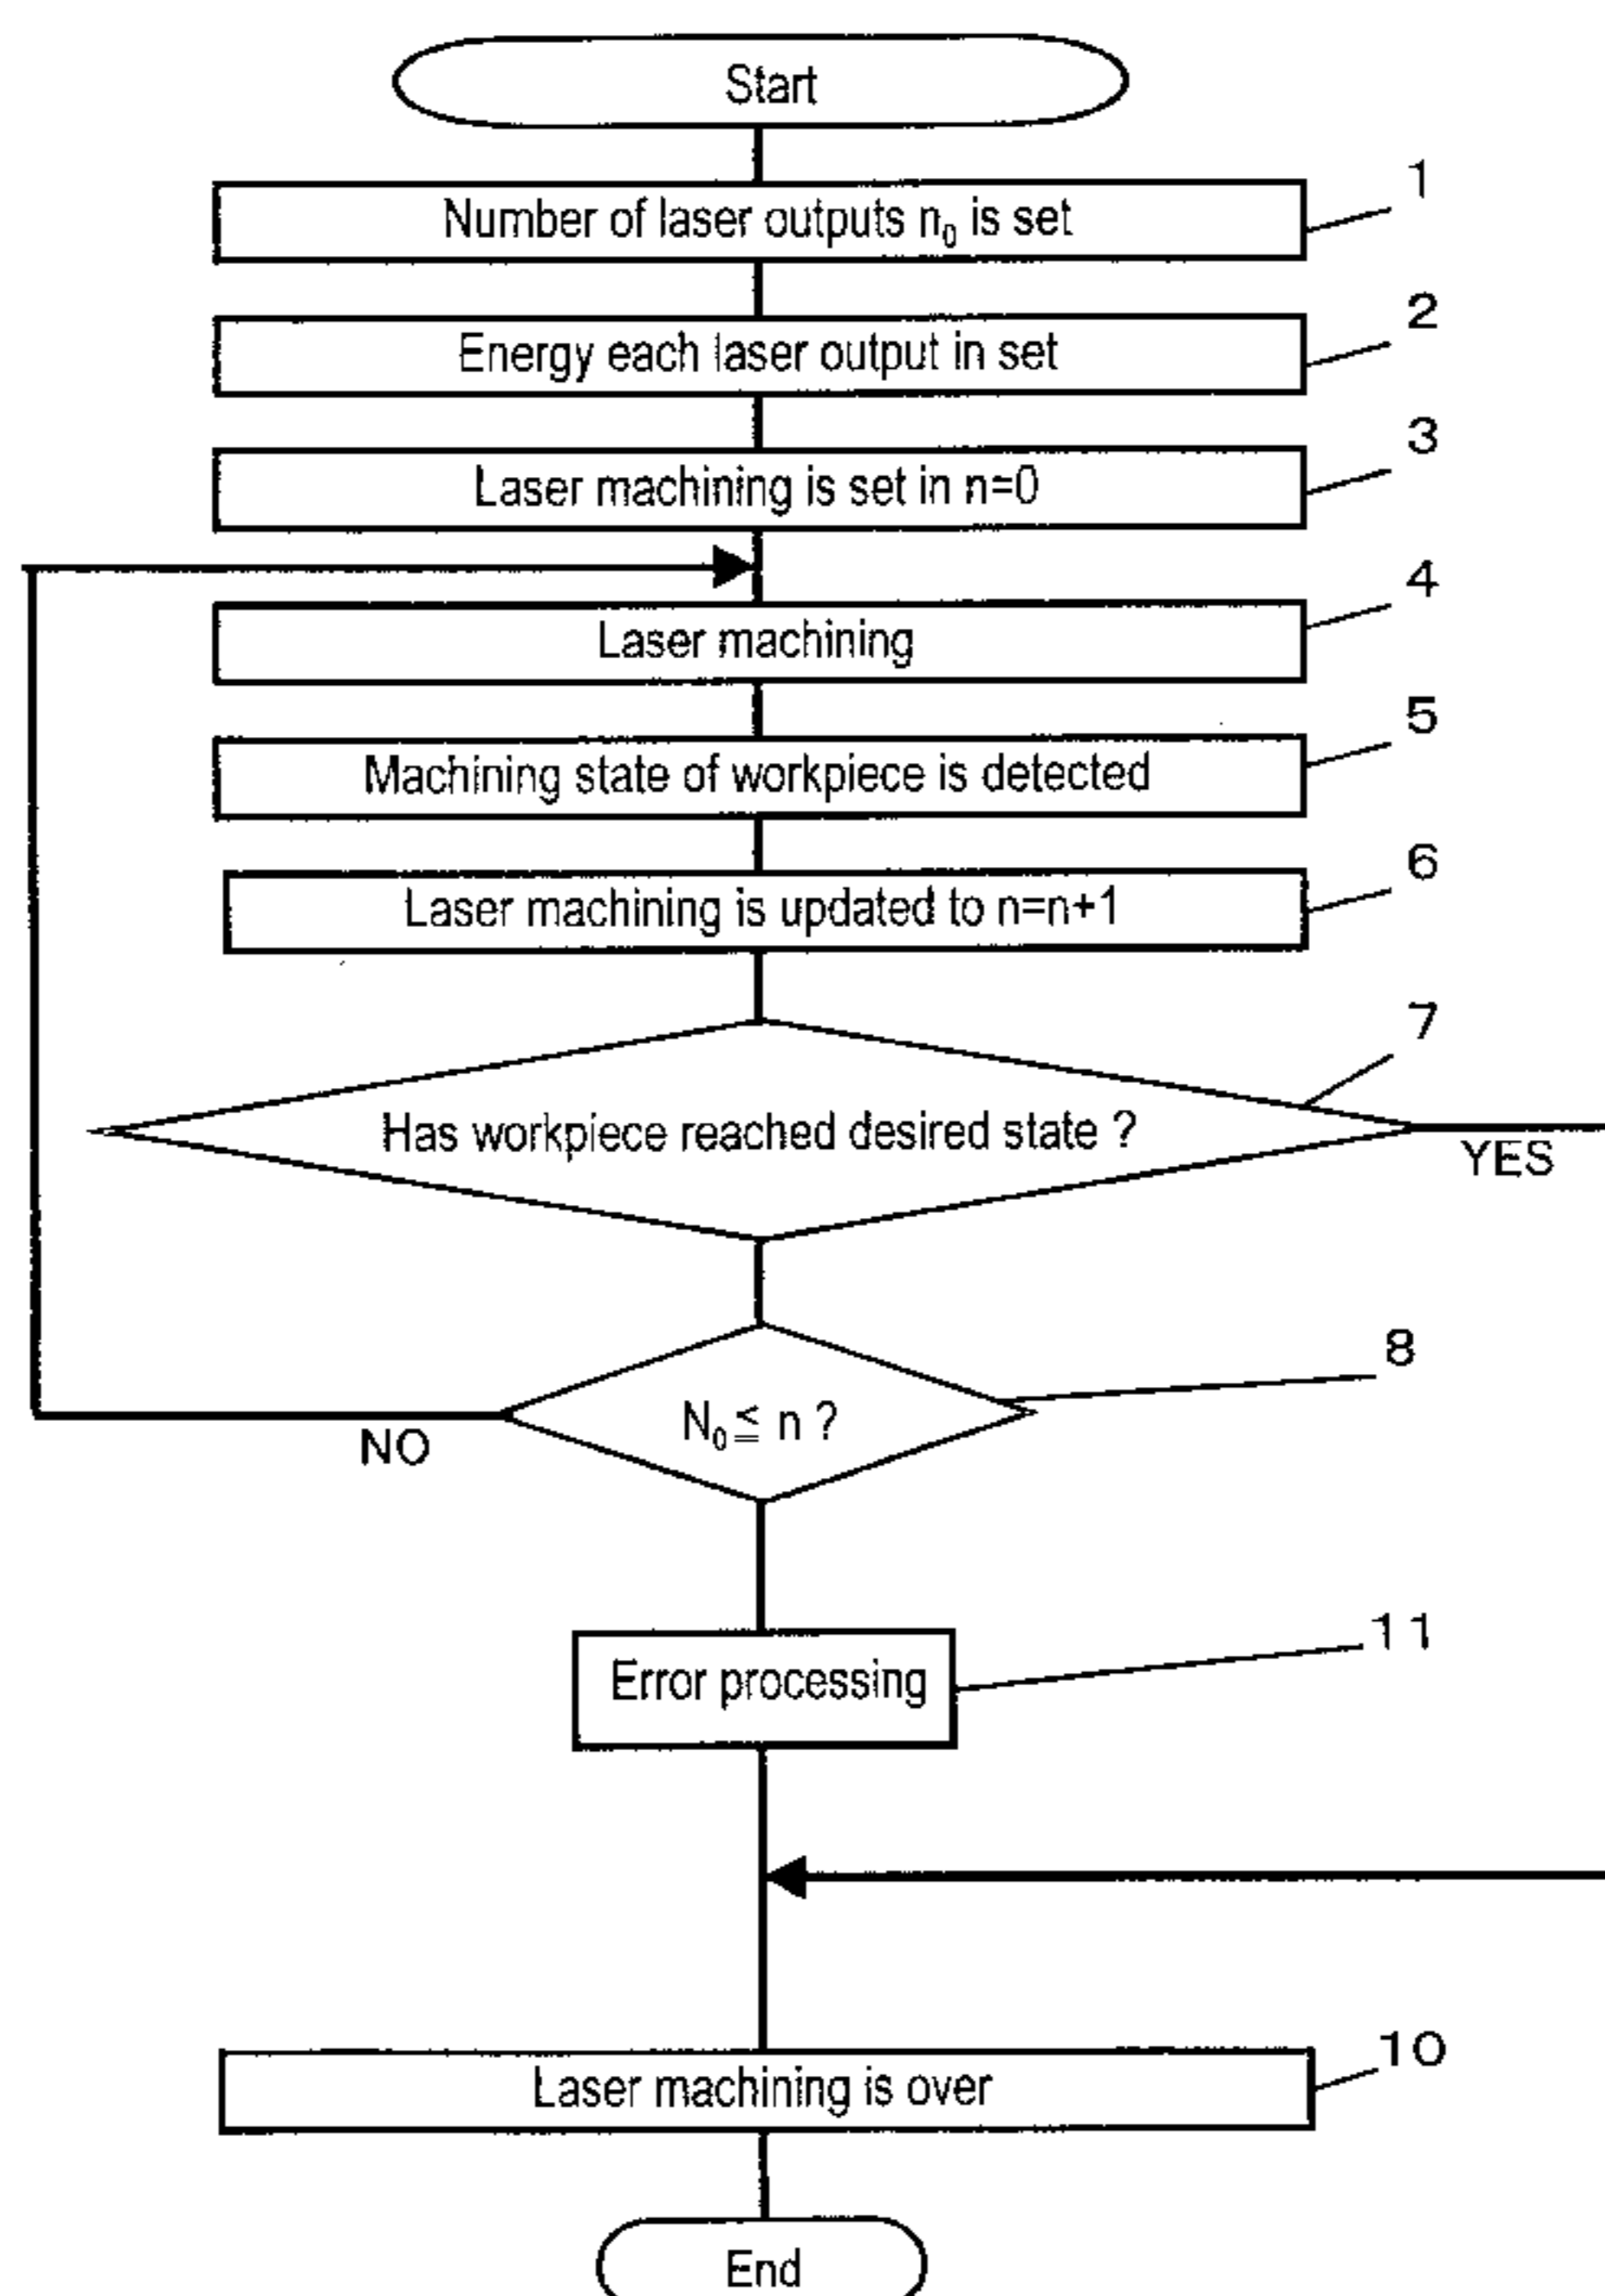 Start
Number of laser outputs n₀ is set
1
Energy each laser output in set
2
Laser machining is set in n=0
3
Laser machining
4
Machining state of workpiece is detected
5
Laser machining is updated to n=n+1
6
Has workpiece reached desired state ?
7
YES
N₀ ≦ n ?
8
NO
Error processing
11
Laser machining is over
10
End